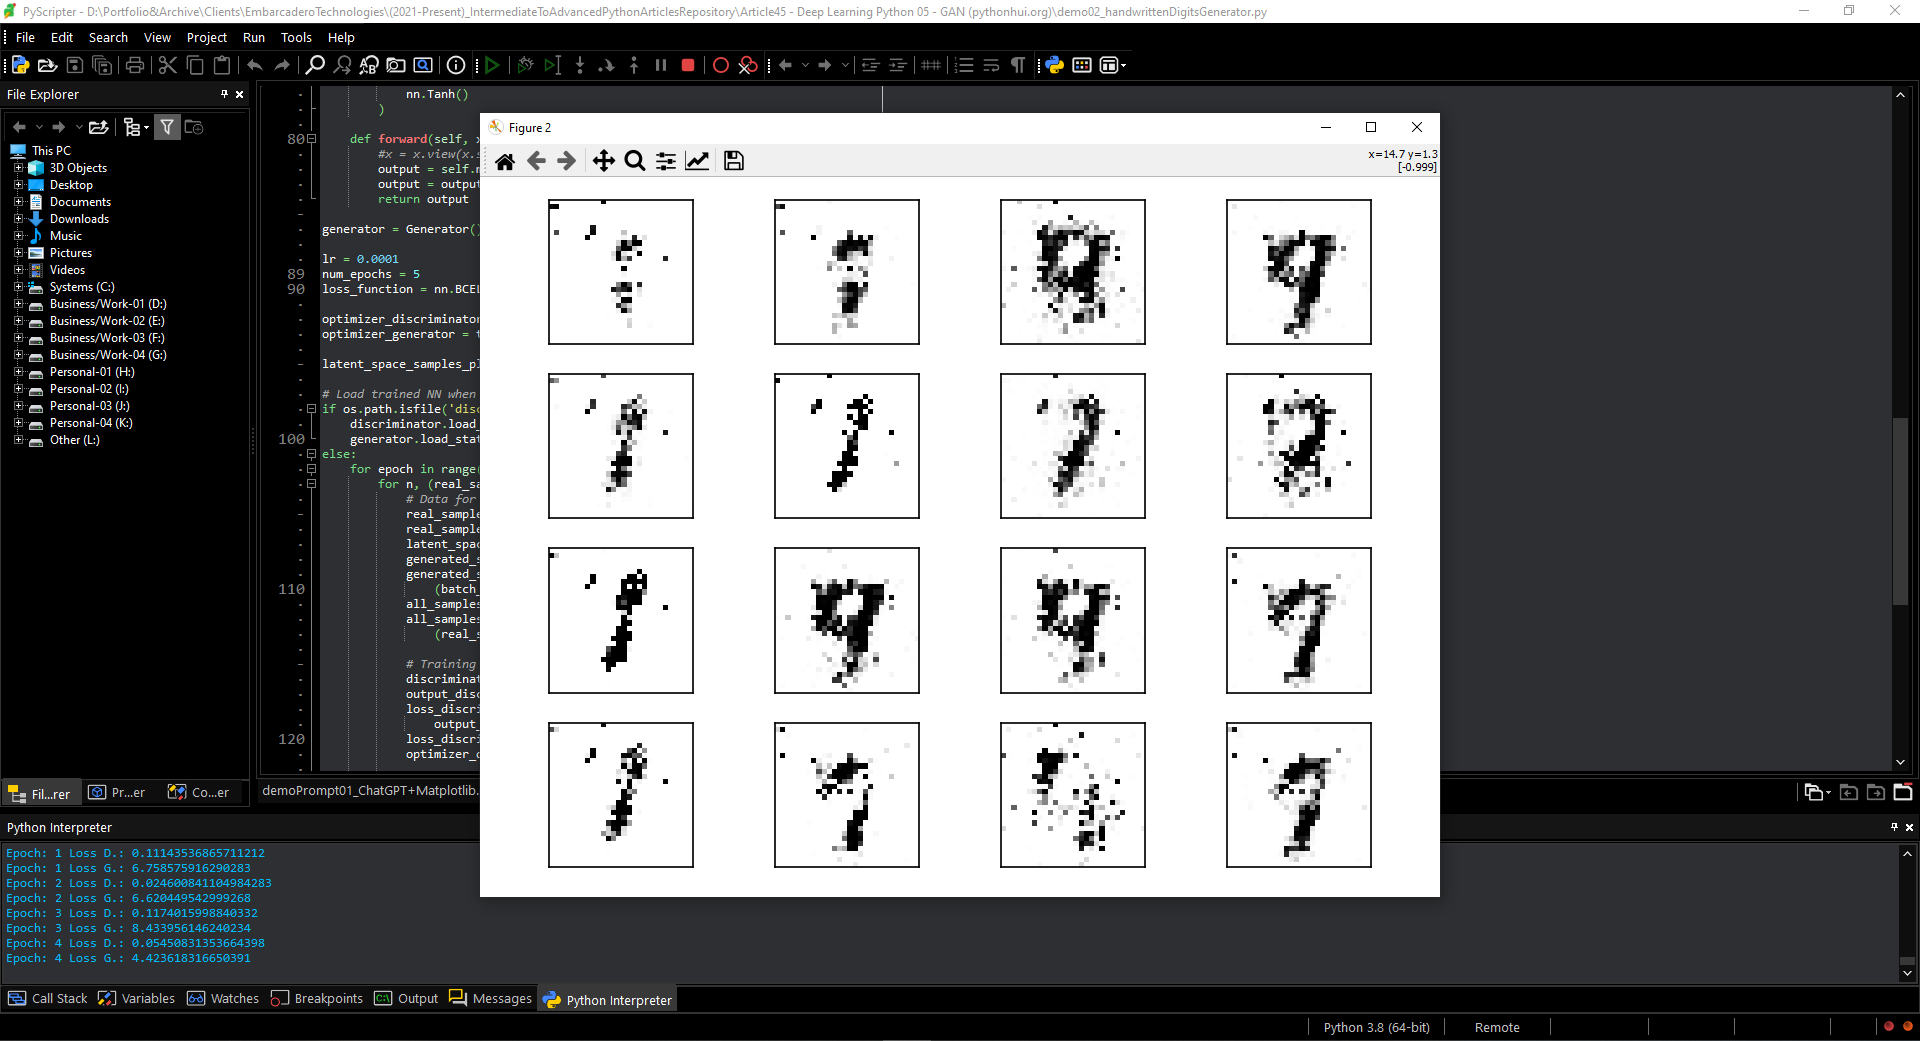 PyScripter - D:\Portfolio&Archive\Clients\EmbarcaderoTechnologies\(2021-Present)_IntermediateToAdvancedPythonArticlesRepository\Article45 - Deep Learning Python 05 - GAN (pythonhui.org)\demo02_handwrittenDigitsGenerator.py
File Edit Search View Project Run Tools Help
File Explorer
This PC
3D Objects
Desktop
Documents
Downloads
Music
Pictures
Videos
Systems (C:)
Business/Work-01 (D:)
Business/Work-02 (E:)
Business/Work-03 (F:)
Business/Work-04 (G:)
Personal-01 (H:)
Personal-02 (I:)
Personal-03 (J:)
Personal-04 (K:)
Other (L:)
Fil...rer Pr...er Co...er
nn.Tanh()
)
80 def forward(self, x
#x = x.view(x.
output = self.m
output = outpu
return output
generator = Generator()
lr = 0.0001
89 num_epochs = 5
90 loss_function = nn.BCEL
optimizer_discriminator
optimizer_generator = t
latent_space_samples_pl
# Load trained NN when
if os.path.isfile('disc
discriminator.load_
100 generator.load_stat
else:
for epoch in range(
for n, (real_sa
# Data for
real_sample
real_sample
latent_spac
generated_s
generated_s
110 (batch_
all_samples
all_samples
(real_s
# Training
discriminat
output_disc
loss_discri
output_
120 loss_discri
optimizer_d
demoPrompt01_ChatGPT+Matplotlib.
Figure 2
x=14.7 y=1.3
[-0.999]
Python Interpreter
Epoch: 1 Loss D.: 0.11143536865711212
Epoch: 1 Loss G.: 6.758575916290283
Epoch: 2 Loss D.: 0.024600841104984283
Epoch: 2 Loss G.: 6.620449542999268
Epoch: 3 Loss D.: 0.1174015998840332
Epoch: 3 Loss G.: 8.433956146240234
Epoch: 4 Loss D.: 0.05450831353664398
Epoch: 4 Loss G.: 4.423618316650391
Call Stack Variables Watches Breakpoints Output Messages Python Interpreter
Python 3.8 (64-bit) Remote